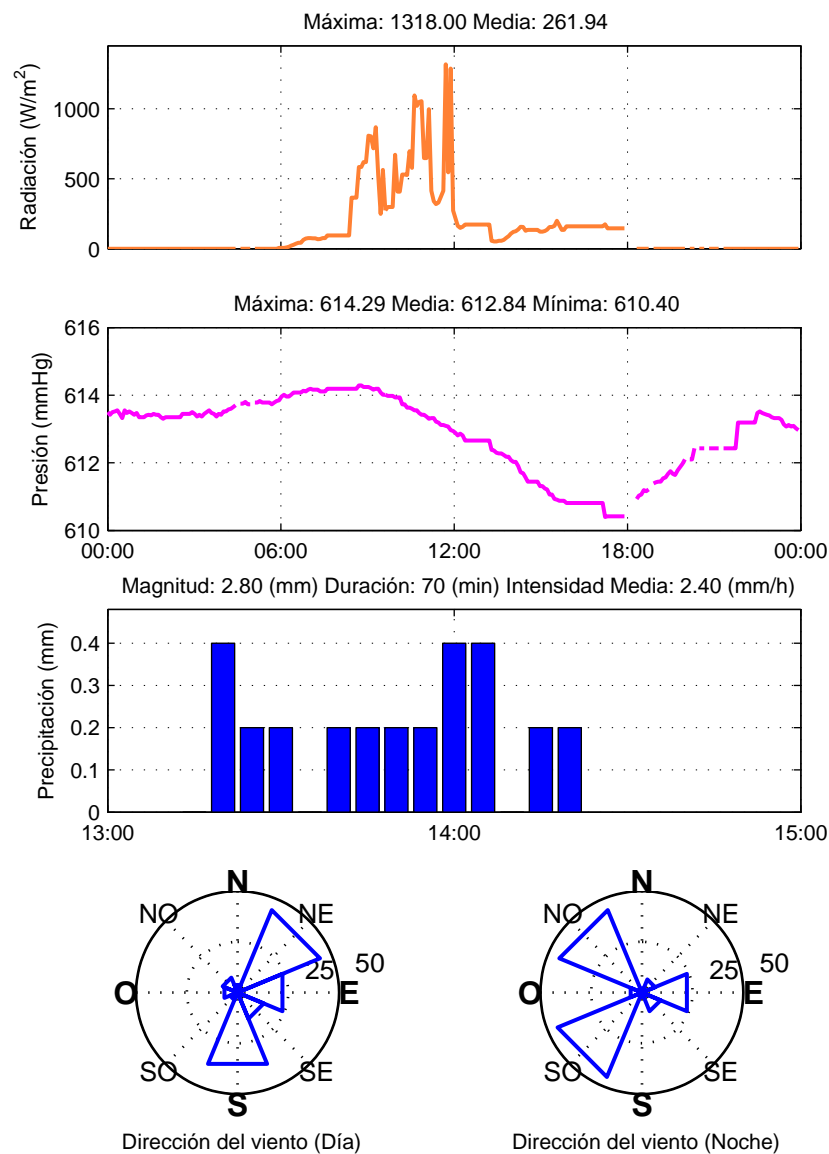 Máxima: 1318.00 Media: 261.94
Radiación (W/m²)
1000
500
0
Máxima: 614.29 Media: 612.84 Mínima: 610.40
Presión (mmHg)
616
614
612
610
00:00 06:00 12:00 18:00 00:00
Magnitud: 2.80 (mm) Duración: 70 (min) Intensidad Media: 2.40 (mm/h)
Precipitación (mm)
0.4
0.3
0.2
0.1
0
13:00 14:00 15:00
N
NO NE
25 50
O E
SO SE
S
Dirección del viento (Día)
N
NO NE
25 50
O E
SO SE
S
Dirección del viento (Noche)